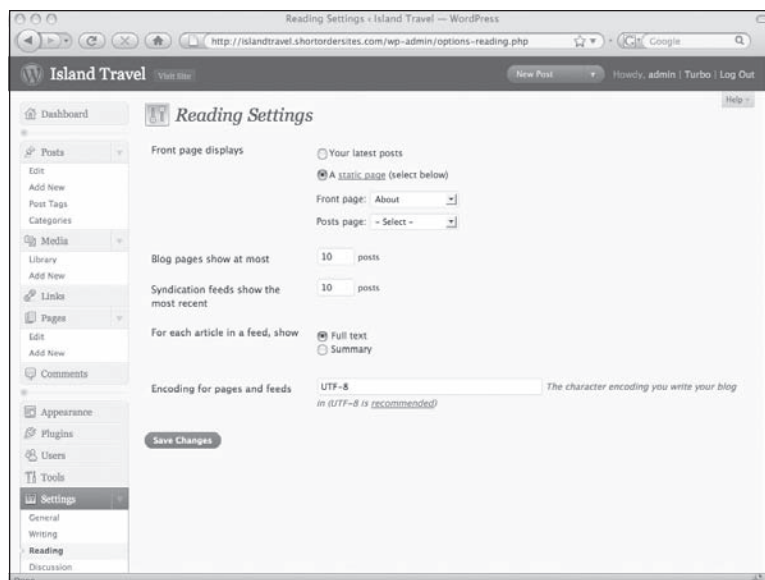 Reading Settings ‹ Island Travel — WordPress
http://islandtravel.shortordersites.com/wp-admin/options-reading.php
Google
Island Travel Visit Site
New Post
Howdy, admin | Turbo | Log Out
Help
Dashboard
Posts
Edit
Add New
Post Tags
Categories
Media
Library
Add New
Links
Pages
Edit
Add New
Comments
Appearance
Plugins
Users
Tools
Settings
General
Writing
Reading
Discussion
Reading Settings
Front page displays
Your latest posts
A static page (select below)
Front page: About
Posts page: – Select –
Blog pages show at most
10 posts
Syndication feeds show the
most recent
10 posts
For each article in a feed, show
Full text
Summary
Encoding for pages and feeds
UTF-8
The character encoding you write your blog
in (UTF-8 is recommended)
Save Changes